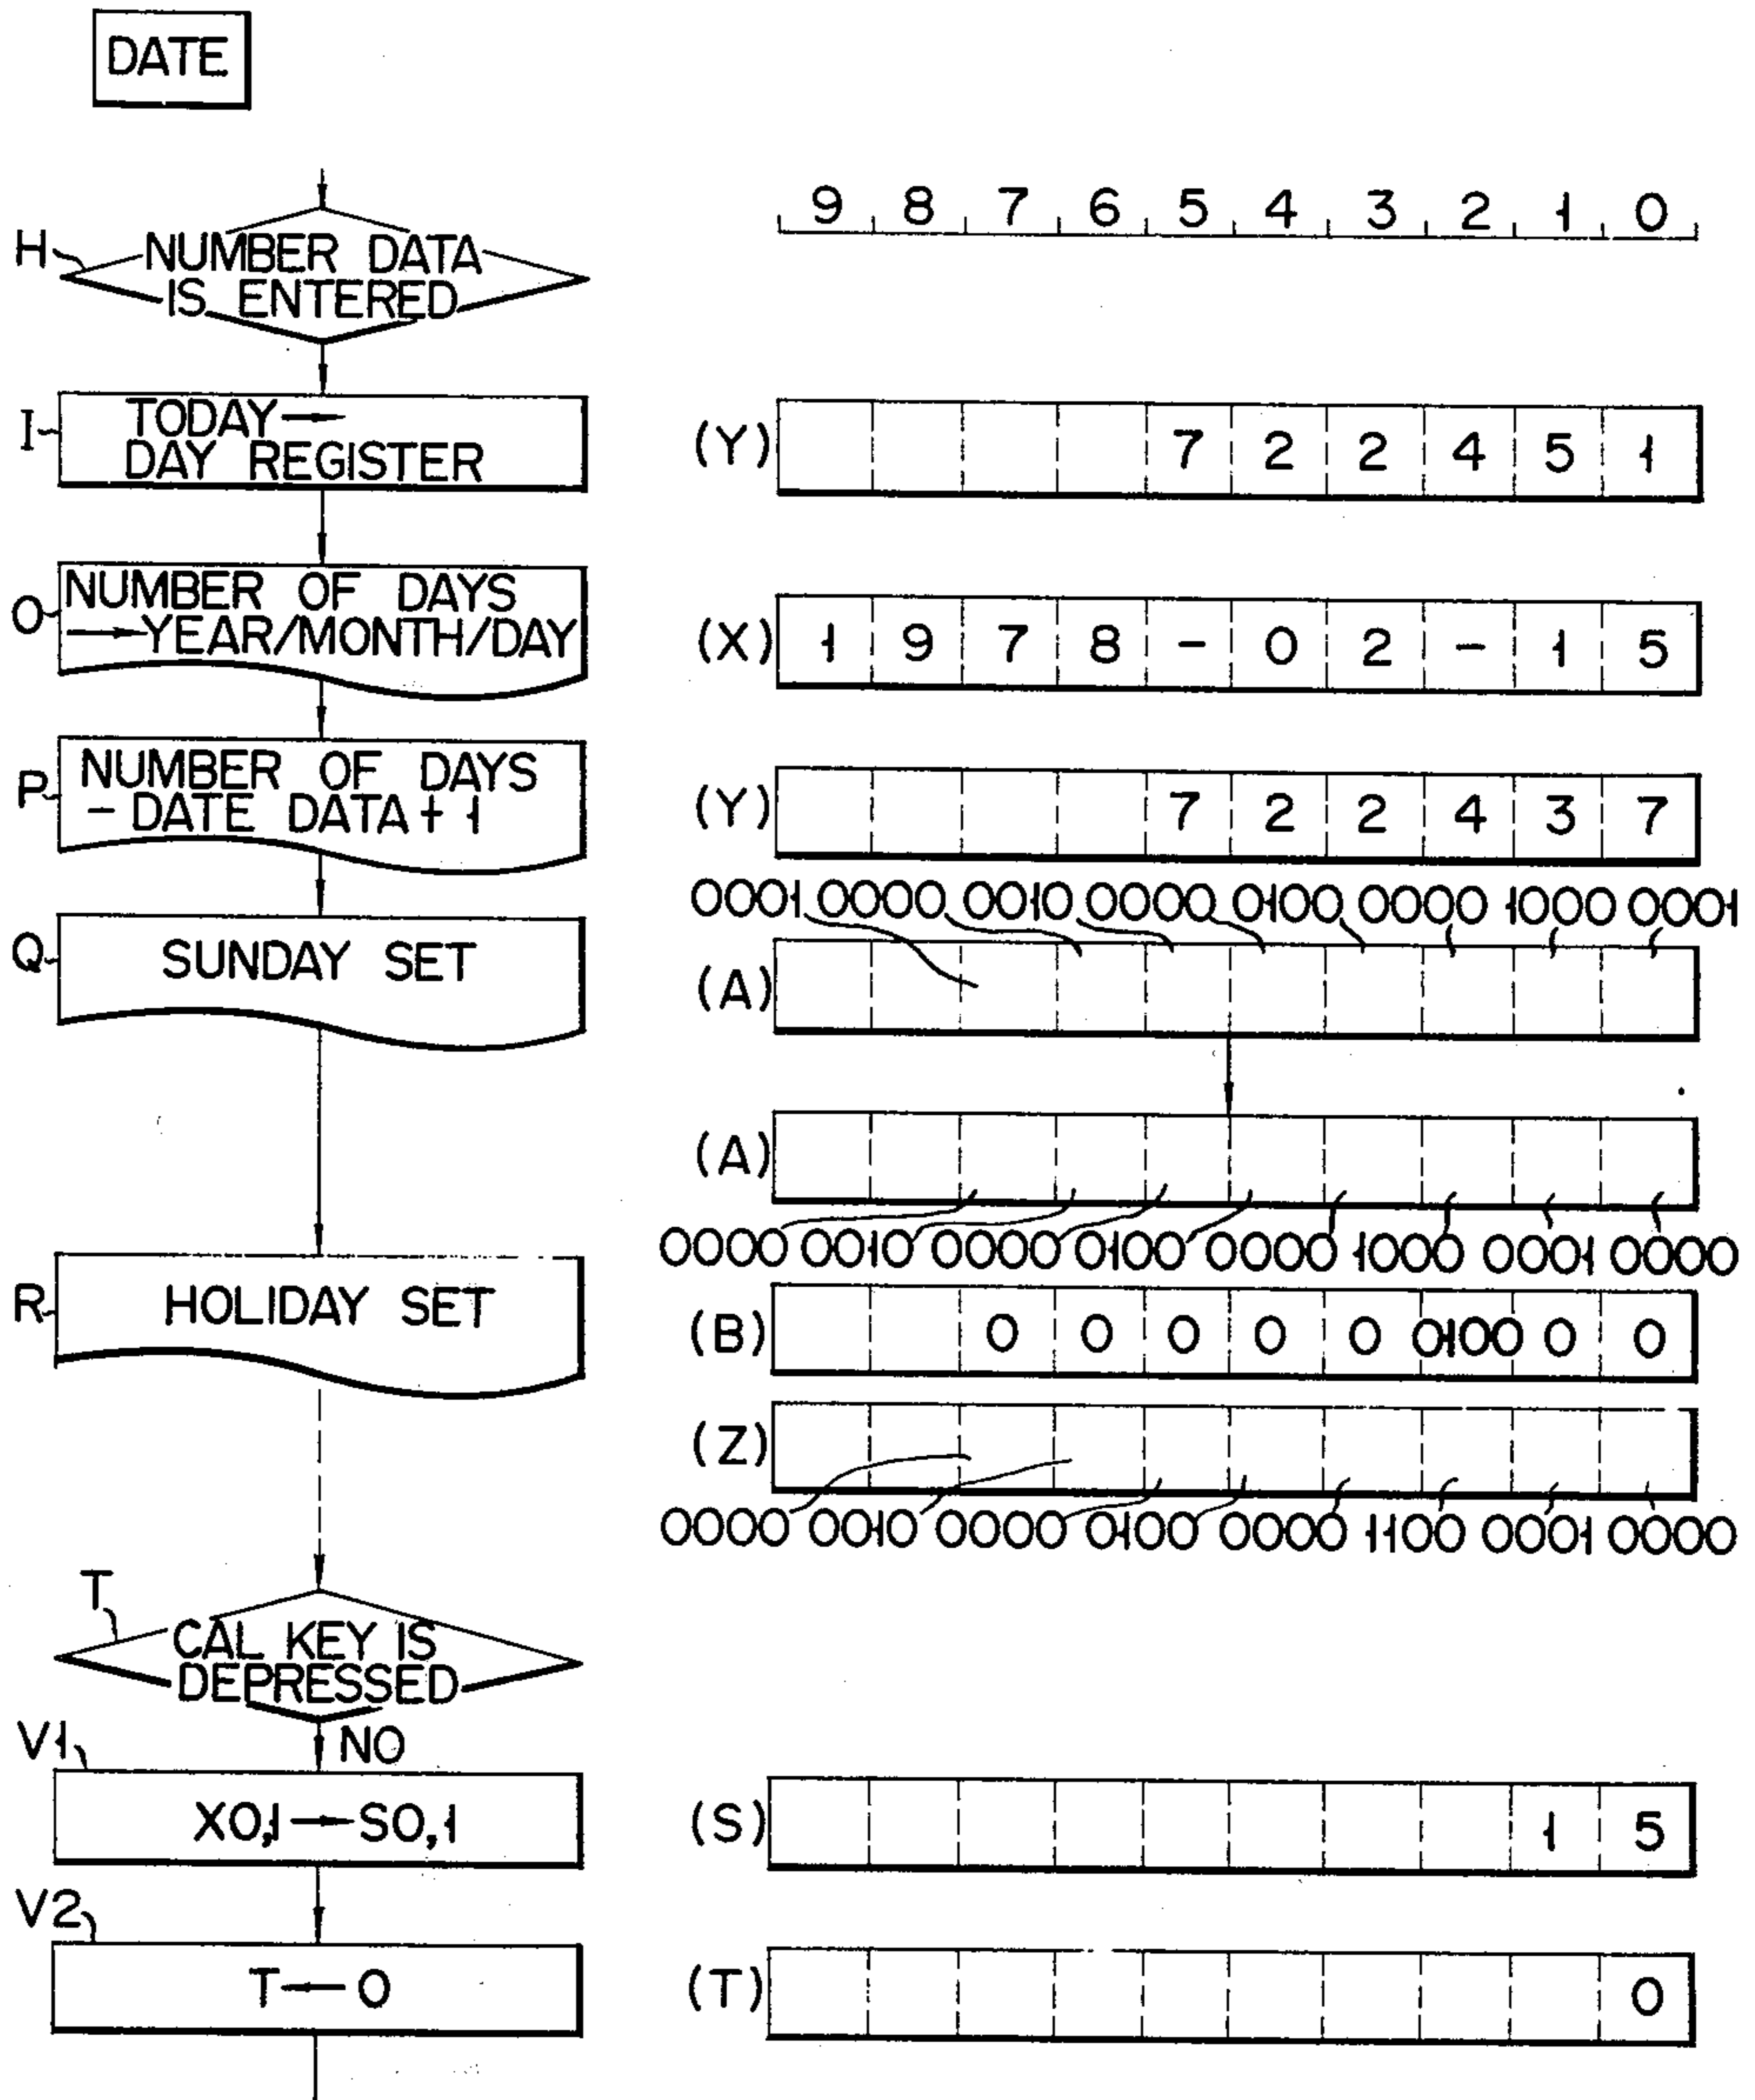 DATE
9 8 7 6 5 4 3 2 1 0
H
NUMBER DATA
IS ENTERED
I
TODAY→
DAY REGISTER
(Y) 7 2 2 4 5 1
O
NUMBER OF DAYS
→YEAR/MONTH/DAY
(X) 1 9 7 8 - 0 2 - 1 5
P
NUMBER OF DAYS
- DATE DATA + 1
(Y) 7 2 2 4 3 7
0001 0000 0010 0000 0100 0000 1000 0001
Q
SUNDAY SET
(A)
(A)
0000 0010 0000 0100 0000 1000 0001 0000
R
HOLIDAY SET
(B) 0 0 0 0 0 0100 0 0
(Z)
0000 0010 0000 0100 0000 1100 0001 0000
T
CAL KEY IS
DEPRESSED
NO
V1
X0,1→S0,1
(S) 1 5
V2
T←0
(T) 0